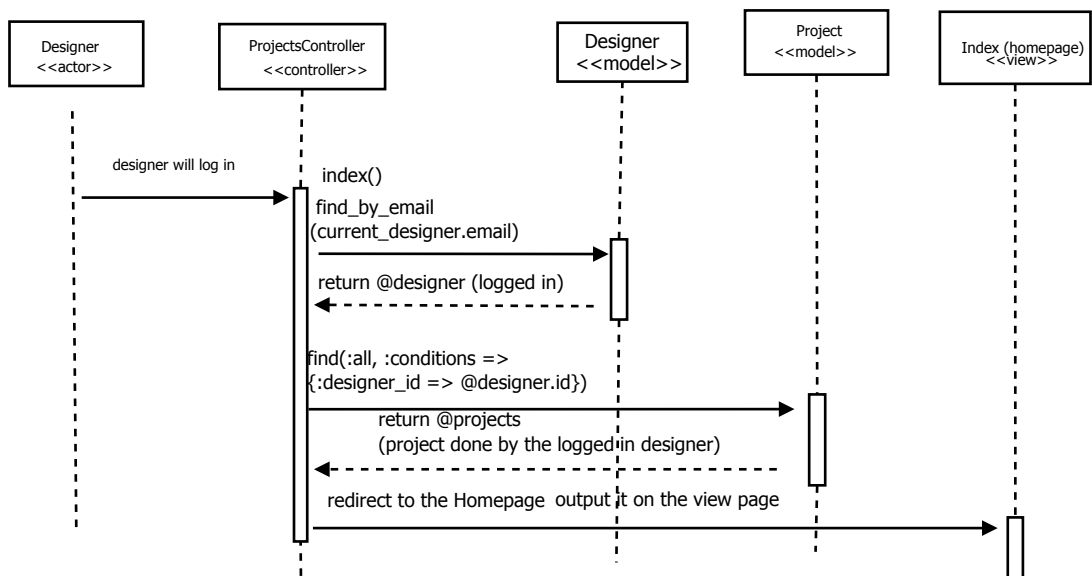 Designer
<<actor>>
ProjectsController
<<controller>>
Designer
<<model>>
Project
<<model>>
Index (homepage)
<<view>>
designer will log in
index()
find_by_email
(current_designer.email)
return @designer (logged in)
find(:all, :conditions =>
{:designer_id => @designer.id})
return @projects
(project done by the logged in designer)
redirect to the Homepage output it on the view page